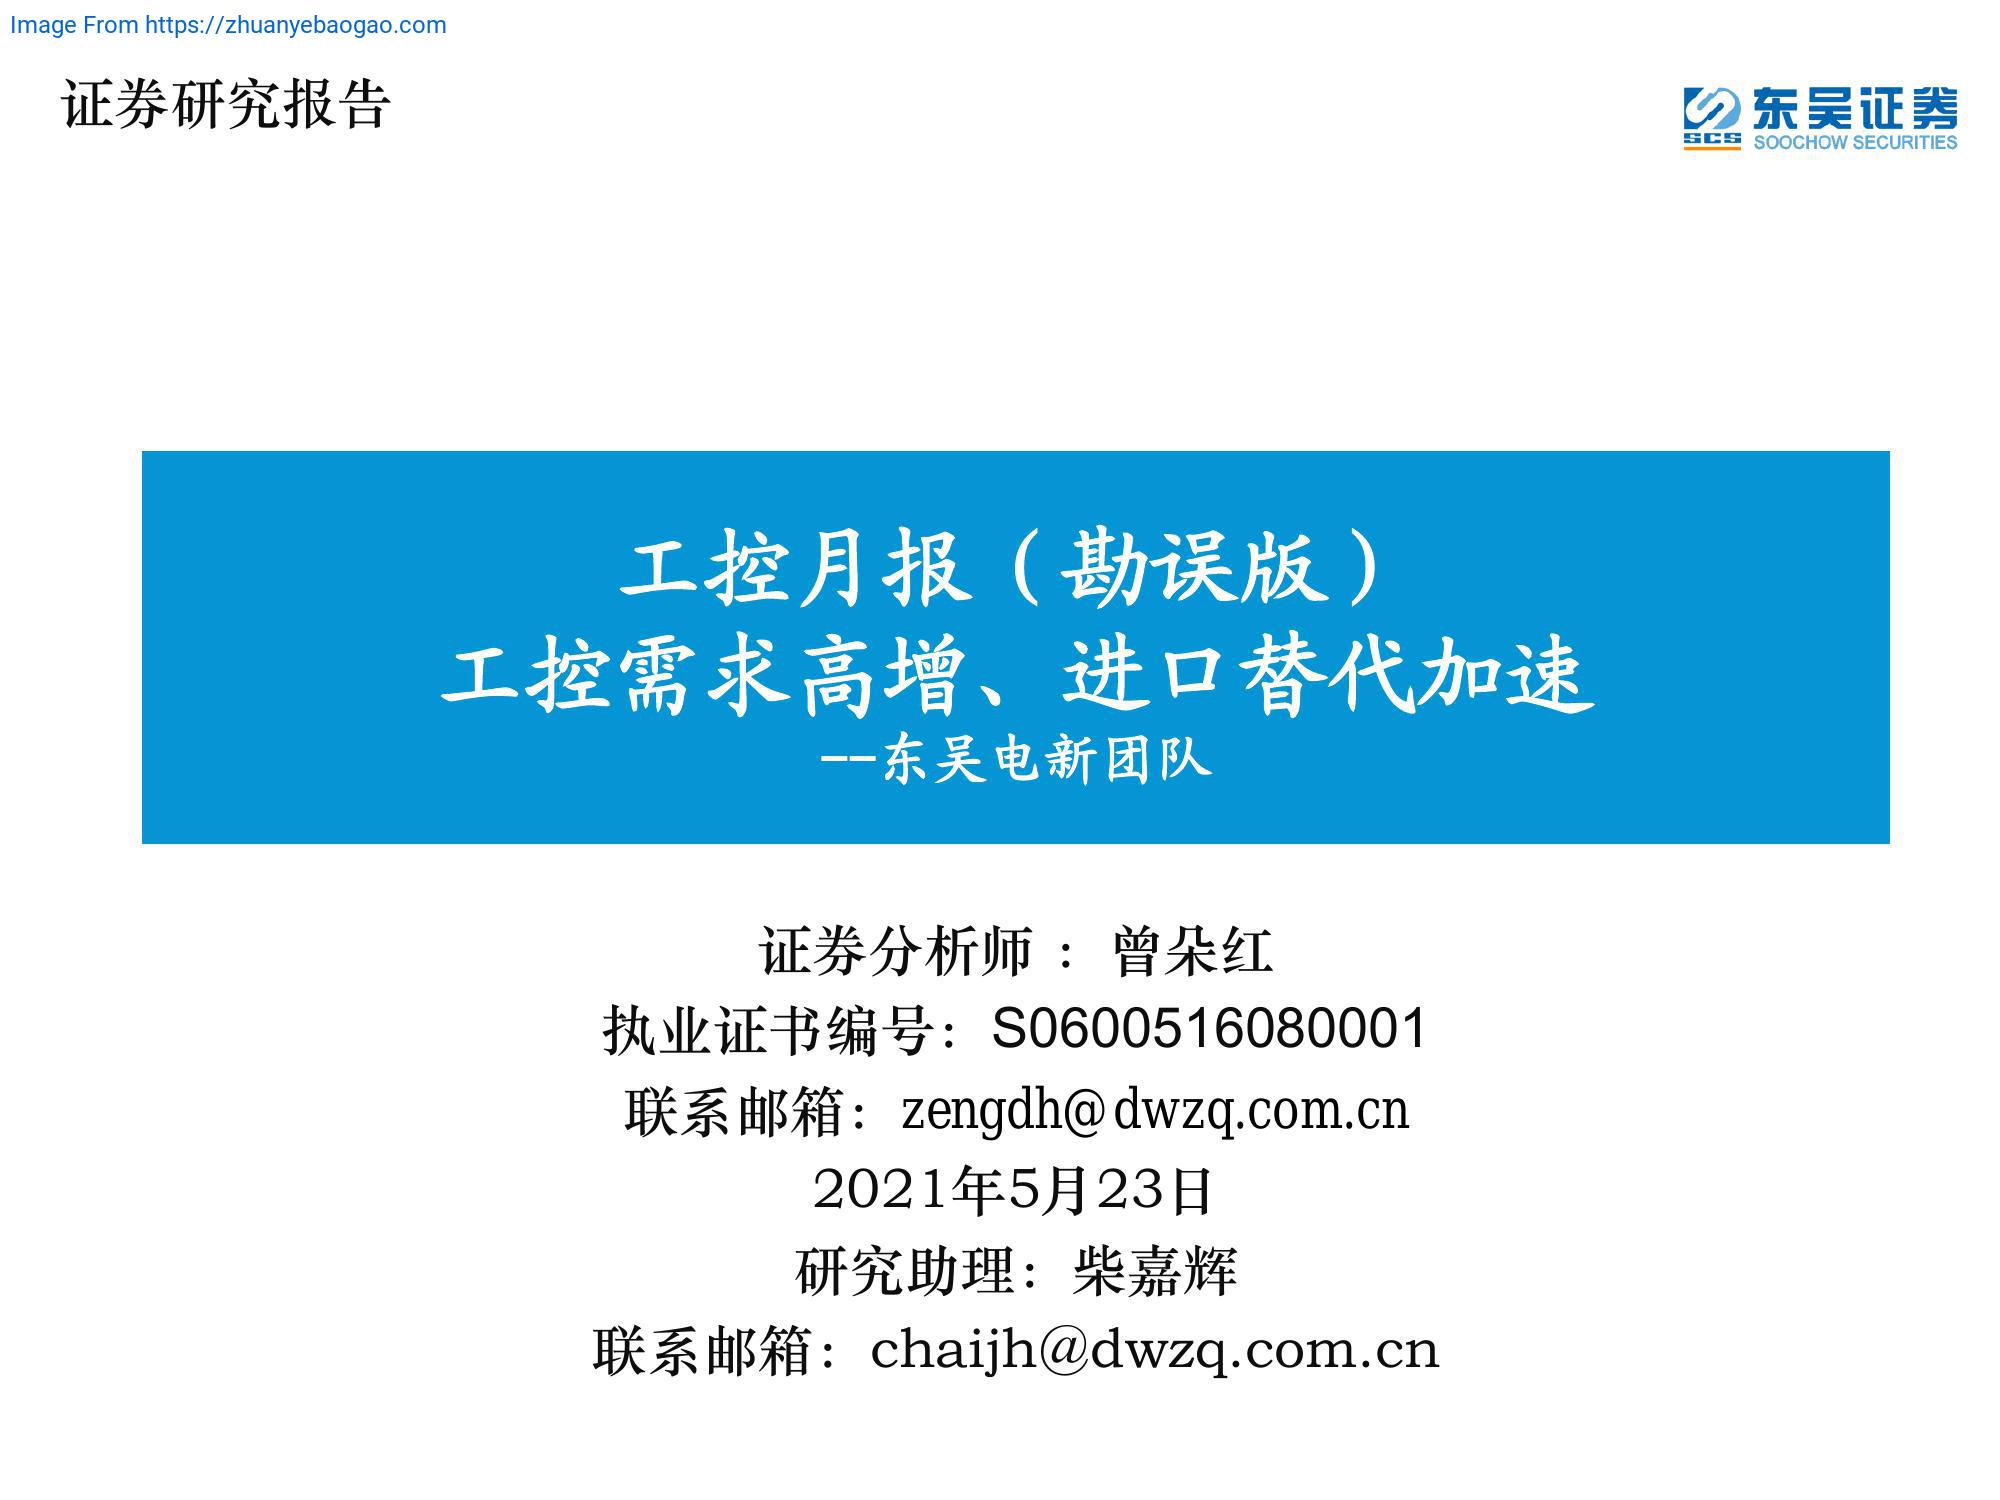 Image From https://zhuanyebaogao.com
证券研究报告
东吴证券
SCS
SOOCHOW SECURITIES
工控月报（勘误版）
工控需求高增、进口替代加速
--东吴电新团队
证券分析师 ：曾朵红
执业证书编号：S0600516080001
联系邮箱：zengdh@dwzq.com.cn
2021年5月23日
研究助理：柴嘉辉
联系邮箱：chaijh@dwzq.com.cn